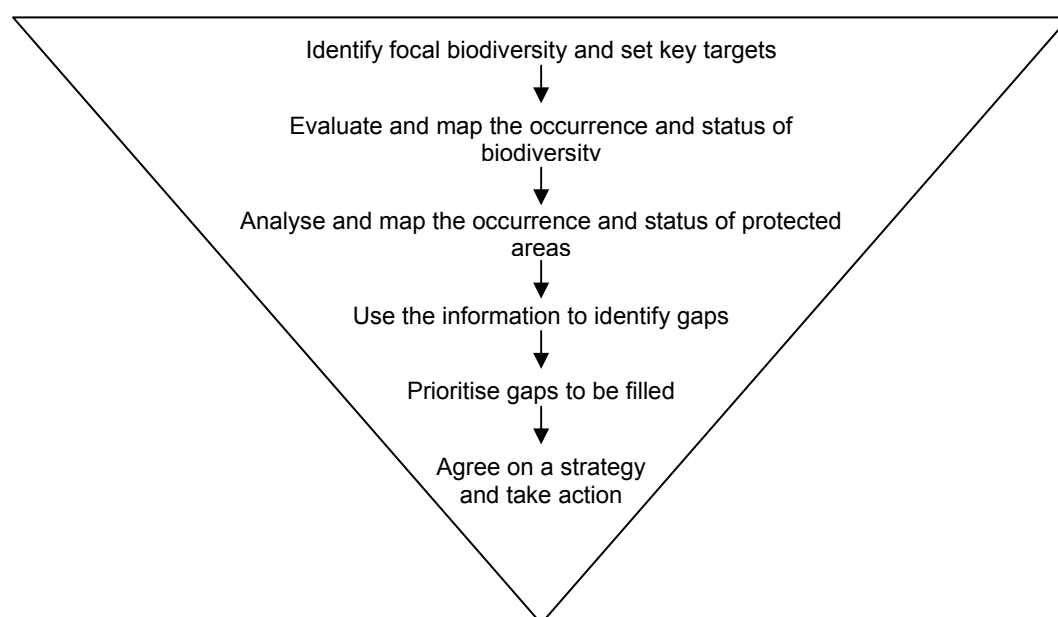 Identify focal biodiversity and set key targets
Evaluate and map the occurrence and status of
biodiversity
Analyse and map the occurrence and status of protected
areas
Use the information to identify gaps
Prioritise gaps to be filled
Agree on a strategy
and take action